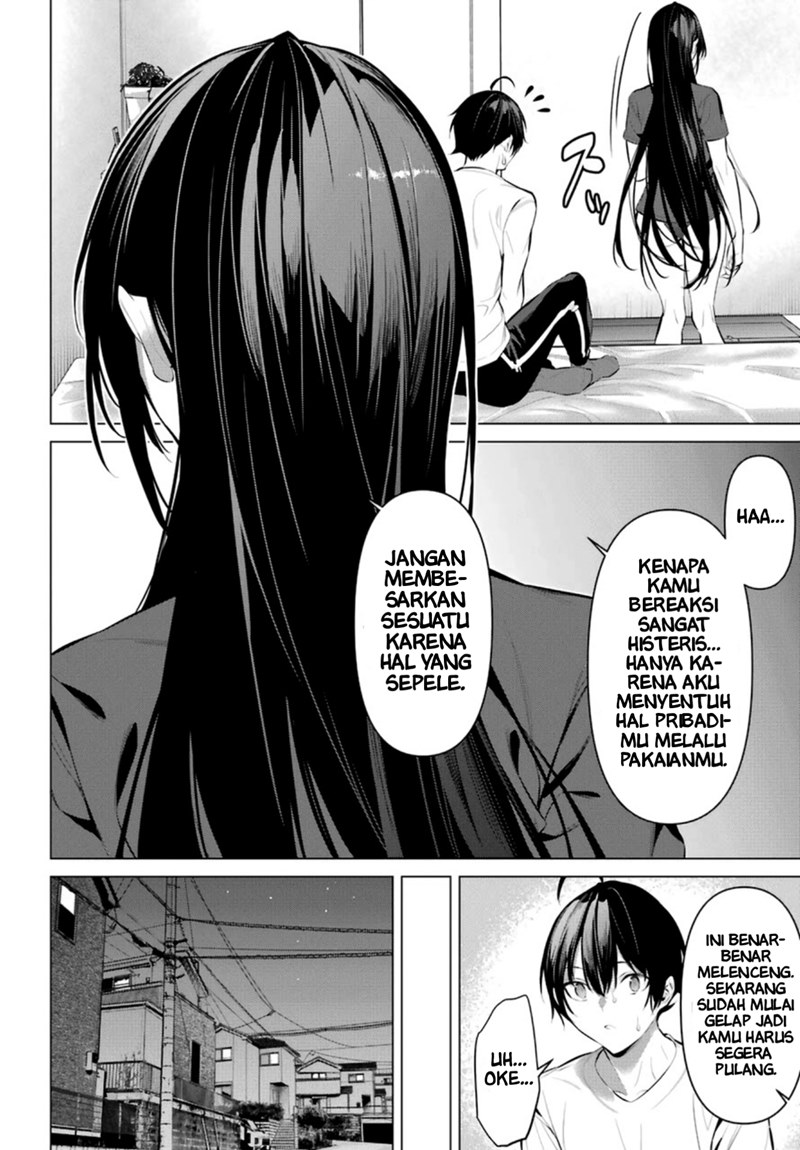 ズッ
HAA...
KENAPA
KAMU
BEREAKSI
SANGAT
HISTERIS...
HANYA KA-
RENA AKU
MENYENTUH
HAL PRIBADI-
MU MELALU
PAKAIANMU.
JANGAN
MEMBE-
SARKAN
SESUATU
KARENA
HAL YANG
SEPELE.
INI BENAR-
BENAR
MELENCENG.
SEKARANG
SUDAH MULAI
GELAP JADI
KAMU HARUS
SEGERA
PULANG.
UH...
OKE...